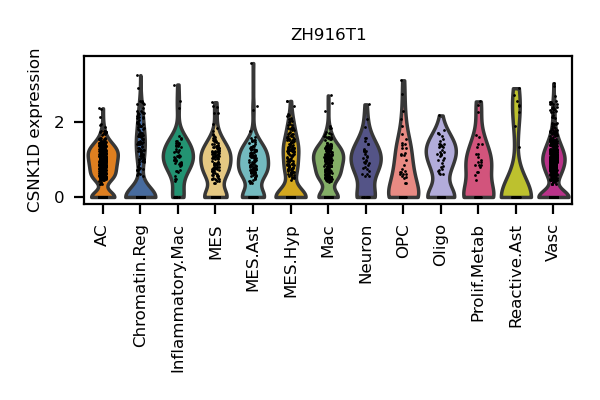 ZH916T1
CSNK1D expression
2
0
AC
Chromatin.Reg
Inflammatory.Mac
MES
MES.Ast
MES.Hyp
Mac
Neuron
OPC
Oligo
Prolif.Metab
Reactive.Ast
Vasc